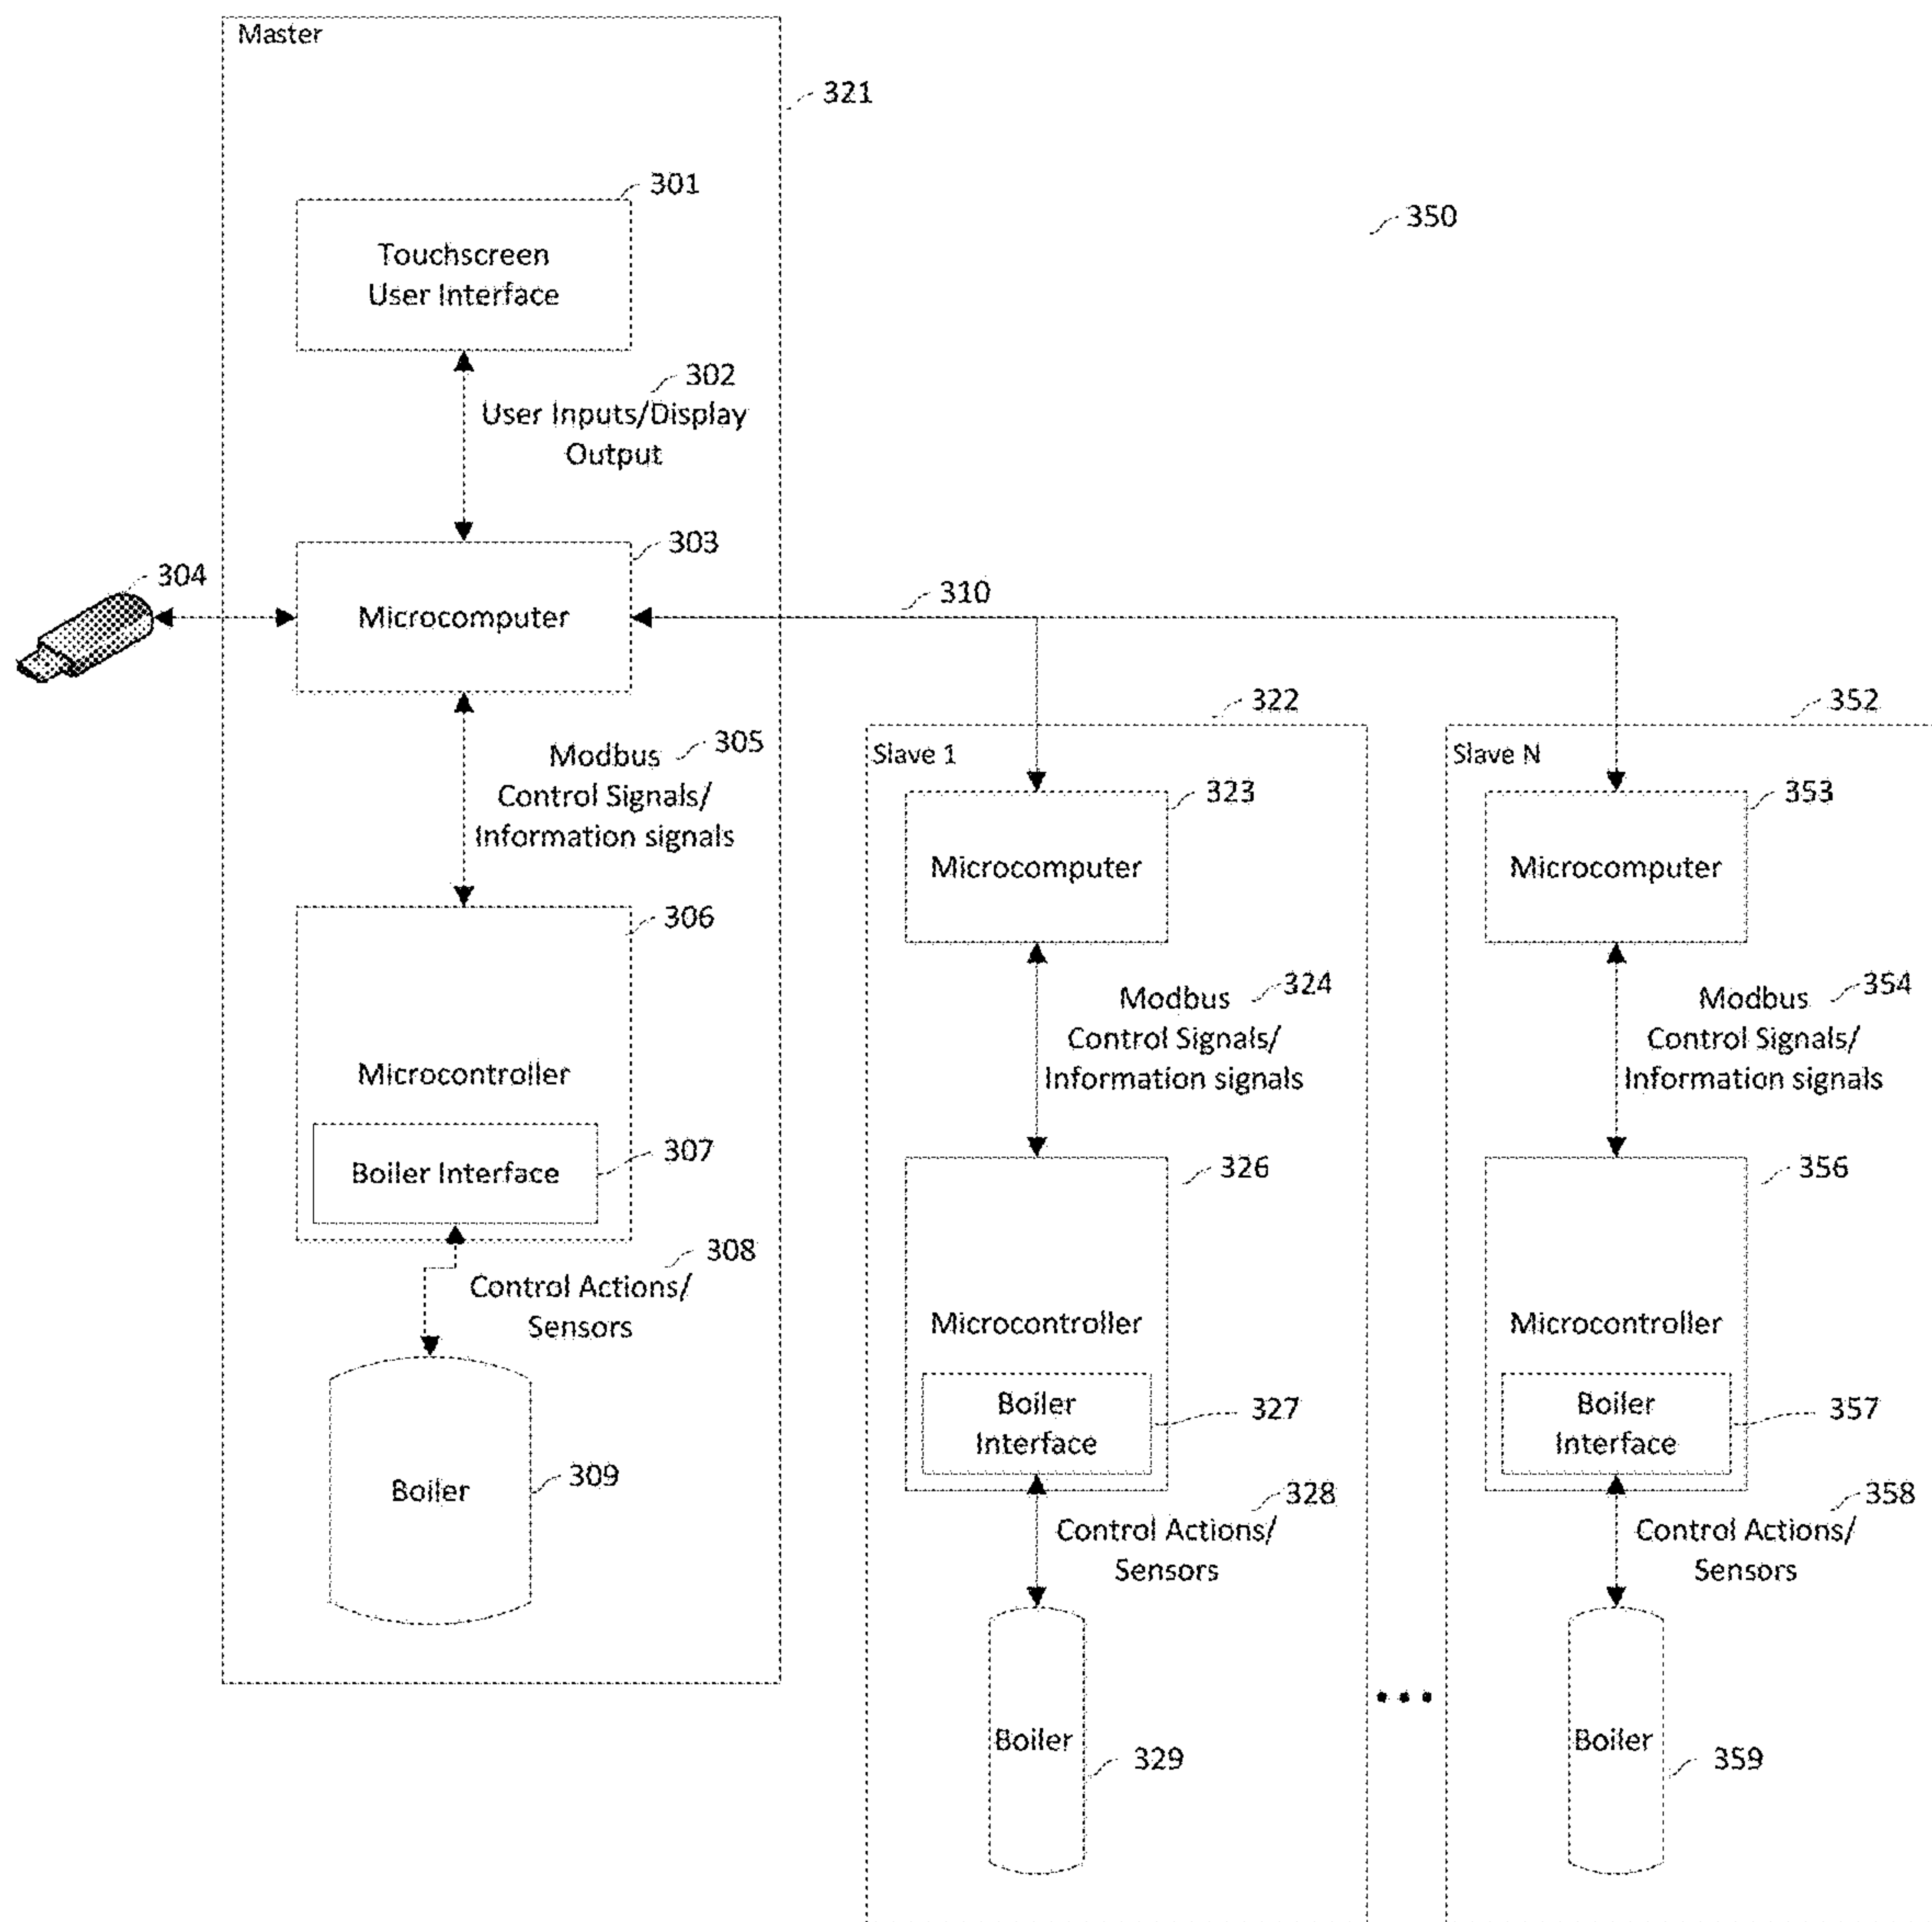 Master
321
301
Touchscreen
User Interface
350
302
User Inputs/Display
Output
303
304
Microcomputer
310
322
352
305
Modbus
Control Signals/
Information signals
Slave 1
323
Microcomputer
Slave N
353
Microcomputer
306
Microcontroller
307
Boiler Interface
324
Modbus
Control Signals/
Information signals
354
Modbus
Control Signals/
Information signals
308
Control Actions/
Sensors
326
Microcontroller
356
Microcontroller
Boiler
309
Boiler
Interface
327
Boiler
Interface
357
328
Control Actions/
Sensors
358
Control Actions/
Sensors
Boiler
329
Boiler
359